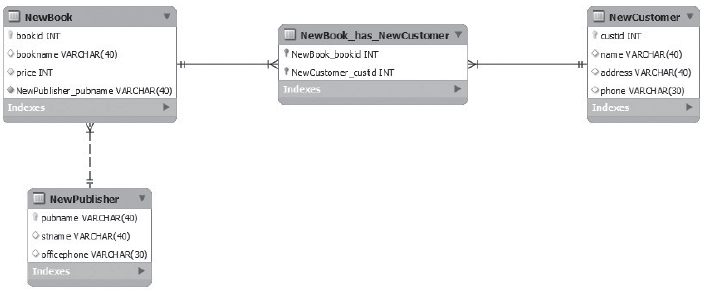 NewBook
bookid INT
bookname VARCHAR(40)
price INT
NewPublisher_pubname VARCHAR(40)
Indexes
NewBook_has_NewCustomer
NewBook_bookid INT
NewCustomer_custid INT
Indexes
NewCustomer
custid INT
name VARCHAR(40)
address VARCHAR(40)
phone VARCHAR(30)
Indexes
NewPublisher
pubname VARCHAR(40)
stname VARCHAR(40)
officephone VARCHAR(30)
Indexes